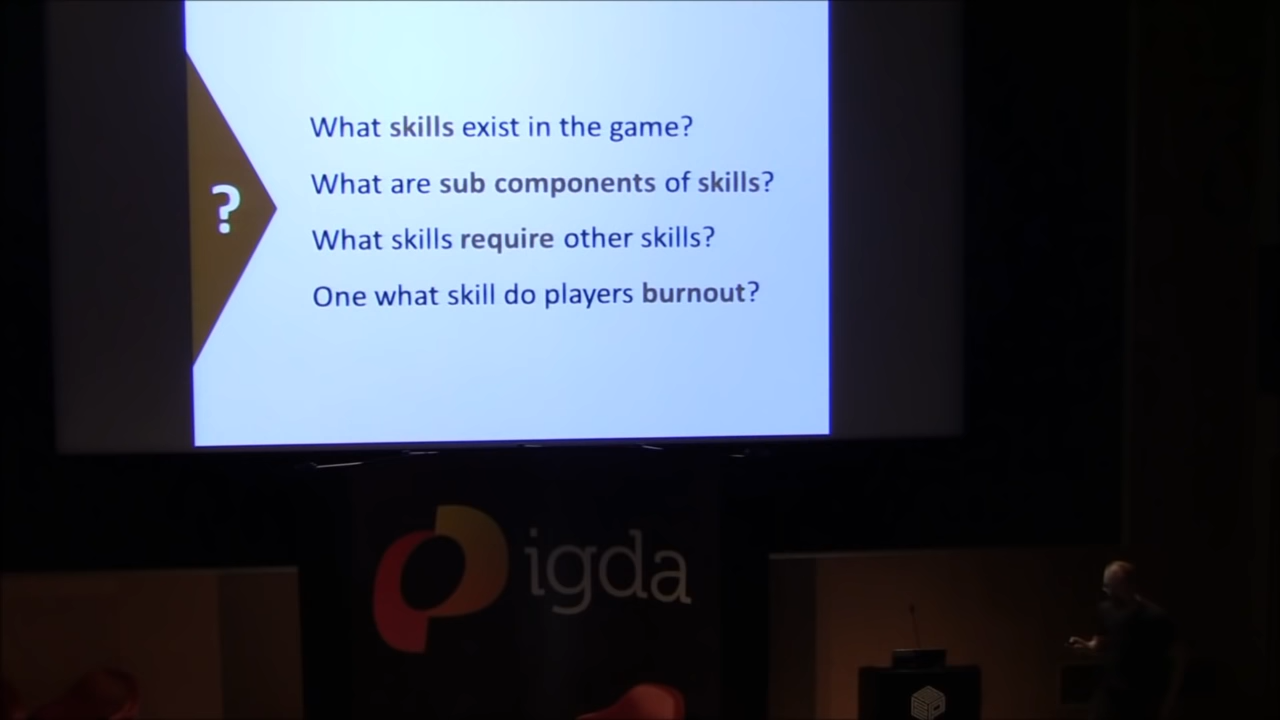 ?
What skills exist in the game?
What are sub components of skills?
What skills require other skills?
One what skill do players burnout?
igda